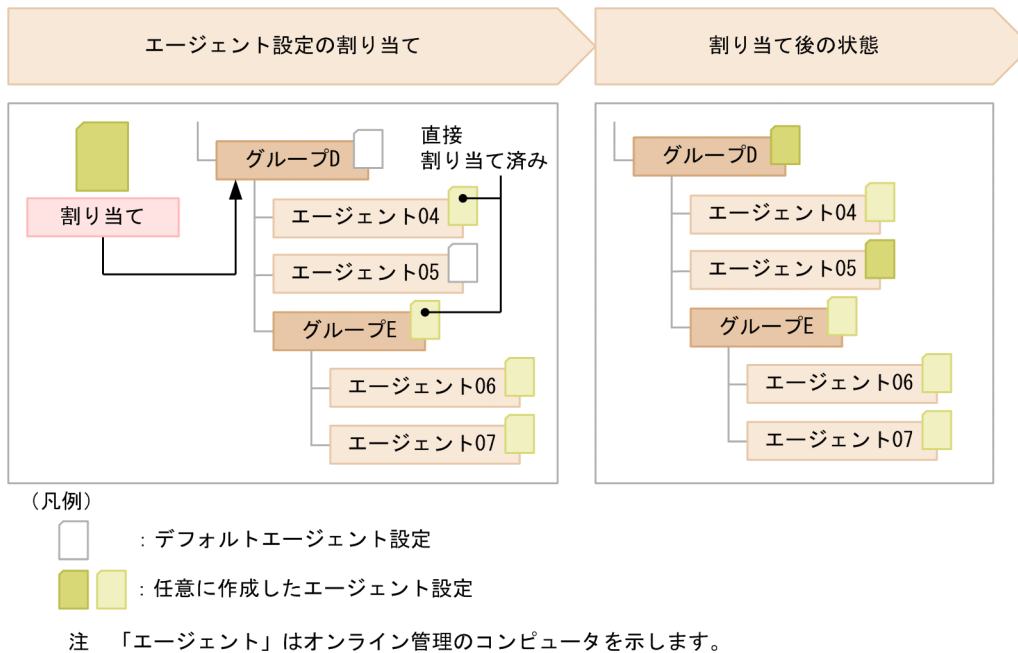 エージェント設定の割り当て
割り当て後の状態
割り当て
直接
割り当て済み
グループD
エージェント04
エージェント05
グループE
エージェント06
エージェント07
グループD
エージェント04
エージェント05
グループE
エージェント06
エージェント07
（凡例）
：デフォルトエージェント設定
：任意に作成したエージェント設定
注　「エージェント」はオンライン管理のコンピュータを示します。